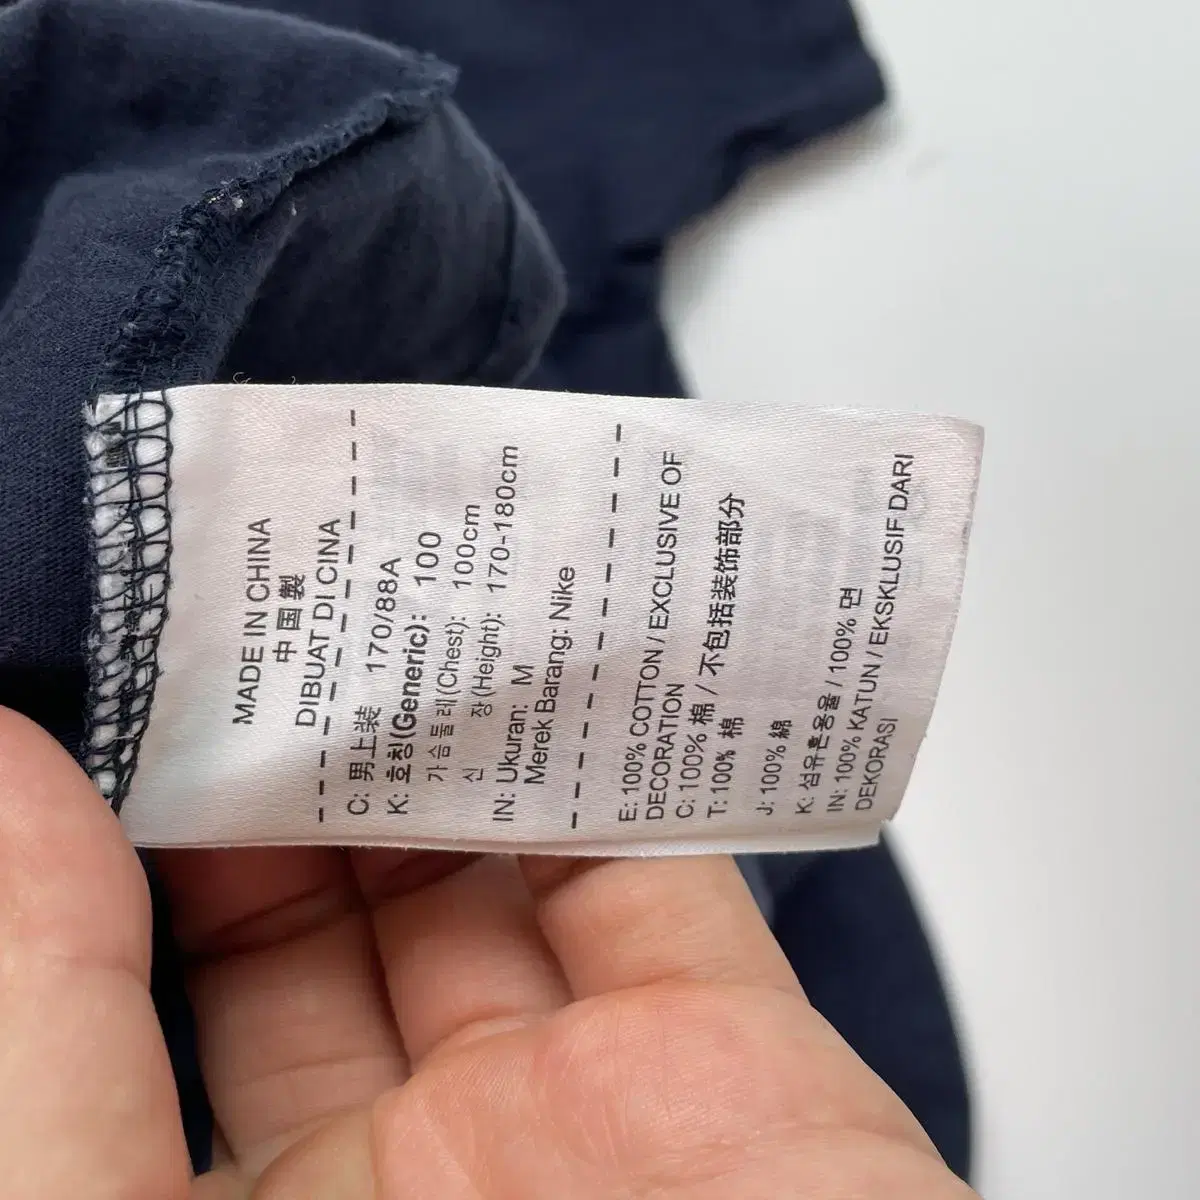 MADE IN CHINA
中国製
DIBUAT DI CINA
C: 男上装 170/88A
K: 호칭(Generic): 100
가슴둘레(Chest): 100cm
신 장(Height): 170-180cm
IN: Ukuran: M
Merek Barang: Nike
E: 100% COTTON / EXCLUSIVE OF
DECORATION
C: 100% 棉 / 不包括装饰部分
T: 100% 棉
J: 100% 綿
K: 섬유혼용율 / 100% 면
IN: 100% KATUN / EKSKLUSIF DARI
DEKORASI